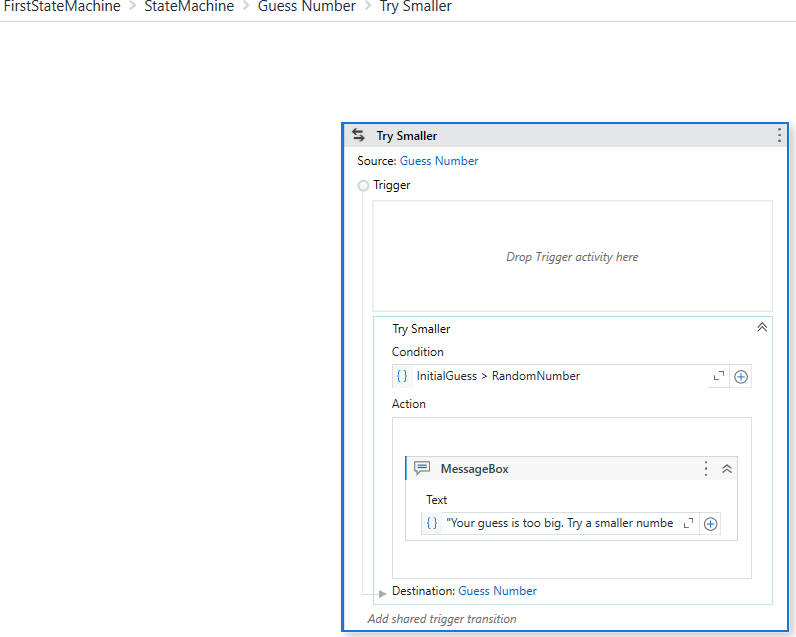 FirstStateMachine > StateMachine > Guess Number > Try Smaller
Try Smaller
Source: Guess Number
Trigger
Drop Trigger activity here
Try Smaller
Condition
{} InitialGuess > RandomNumber
Action
MessageBox
Text
{} "Your guess is too big. Try a smaller numbe
Destination: Guess Number
Add shared trigger transition